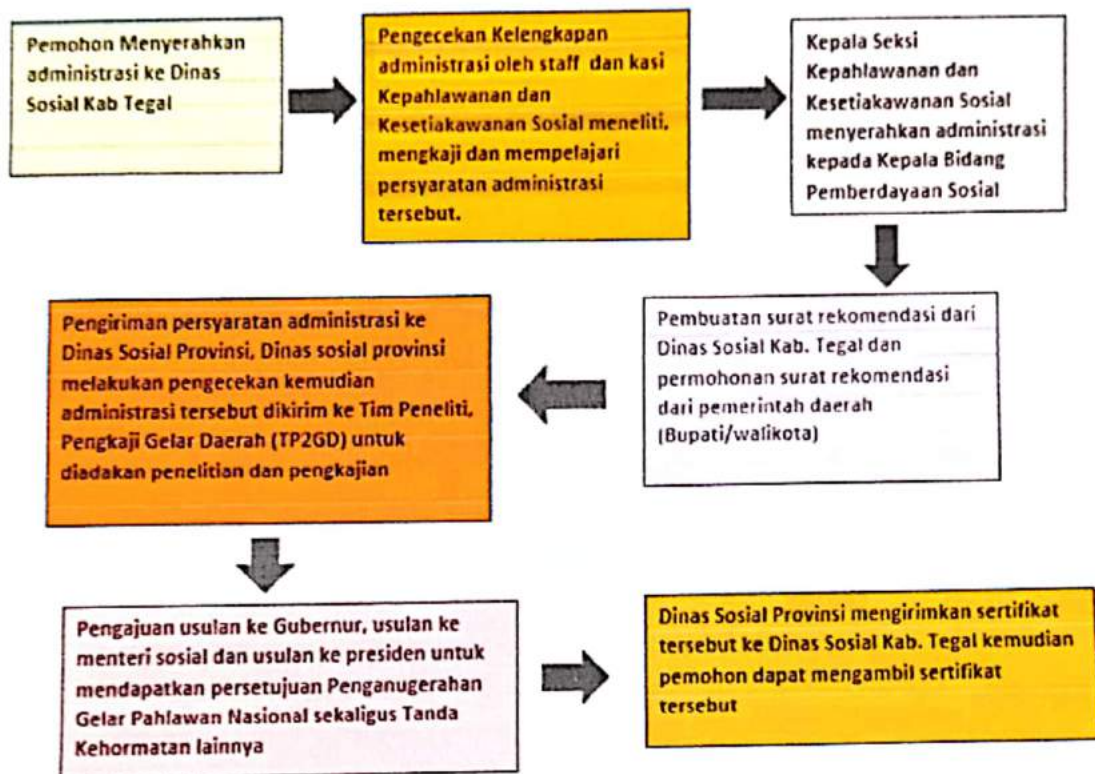 Pemohon Menyerahkan
administrasi ke Dinas
Sosial Kab Tegal
Pengecekan Kelengkapan
administrasi oleh staff dan kasi
Kepahlawanan dan
Kesetiakawanan Sosial meneliti,
mengkaji dan mempelajari
persyaratan administrasi
tersebut.
Kepala Seksi
Kepahlawanan dan
Kesetiakawanan Sosial
menyerahkan administrasi
kepada Kepala Bidang
Pemberdayaan Sosial
Pembuatan surat rekomendasi dari
Dinas Sosial Kab. Tegal dan
permohonan surat rekomendasi
dari pemerintah daerah
(Bupati/walikota)
Pengiriman persyaratan administrasi ke
Dinas Sosial Provinsi, Dinas sosial provinsi
melakukan pengecekan kemudian
administrasi tersebut dikirim ke Tim Peneliti,
Pengkaji Gelar Daerah (TP2GD) untuk
diadakan penelitian dan pengkajian
Pengajuan usulan ke Gubernur, usulan ke
menteri sosial dan usulan ke presiden untuk
mendapatkan persetujuan Penganugerahan
Gelar Pahlawan Nasional sekaligus Tanda
Kehormatan lainnya
Dinas Sosial Provinsi mengirimkan sertifikat
tersebut ke Dinas Sosial Kab. Tegal kemudian
pemohon dapat mengambil sertifikat
tersebut